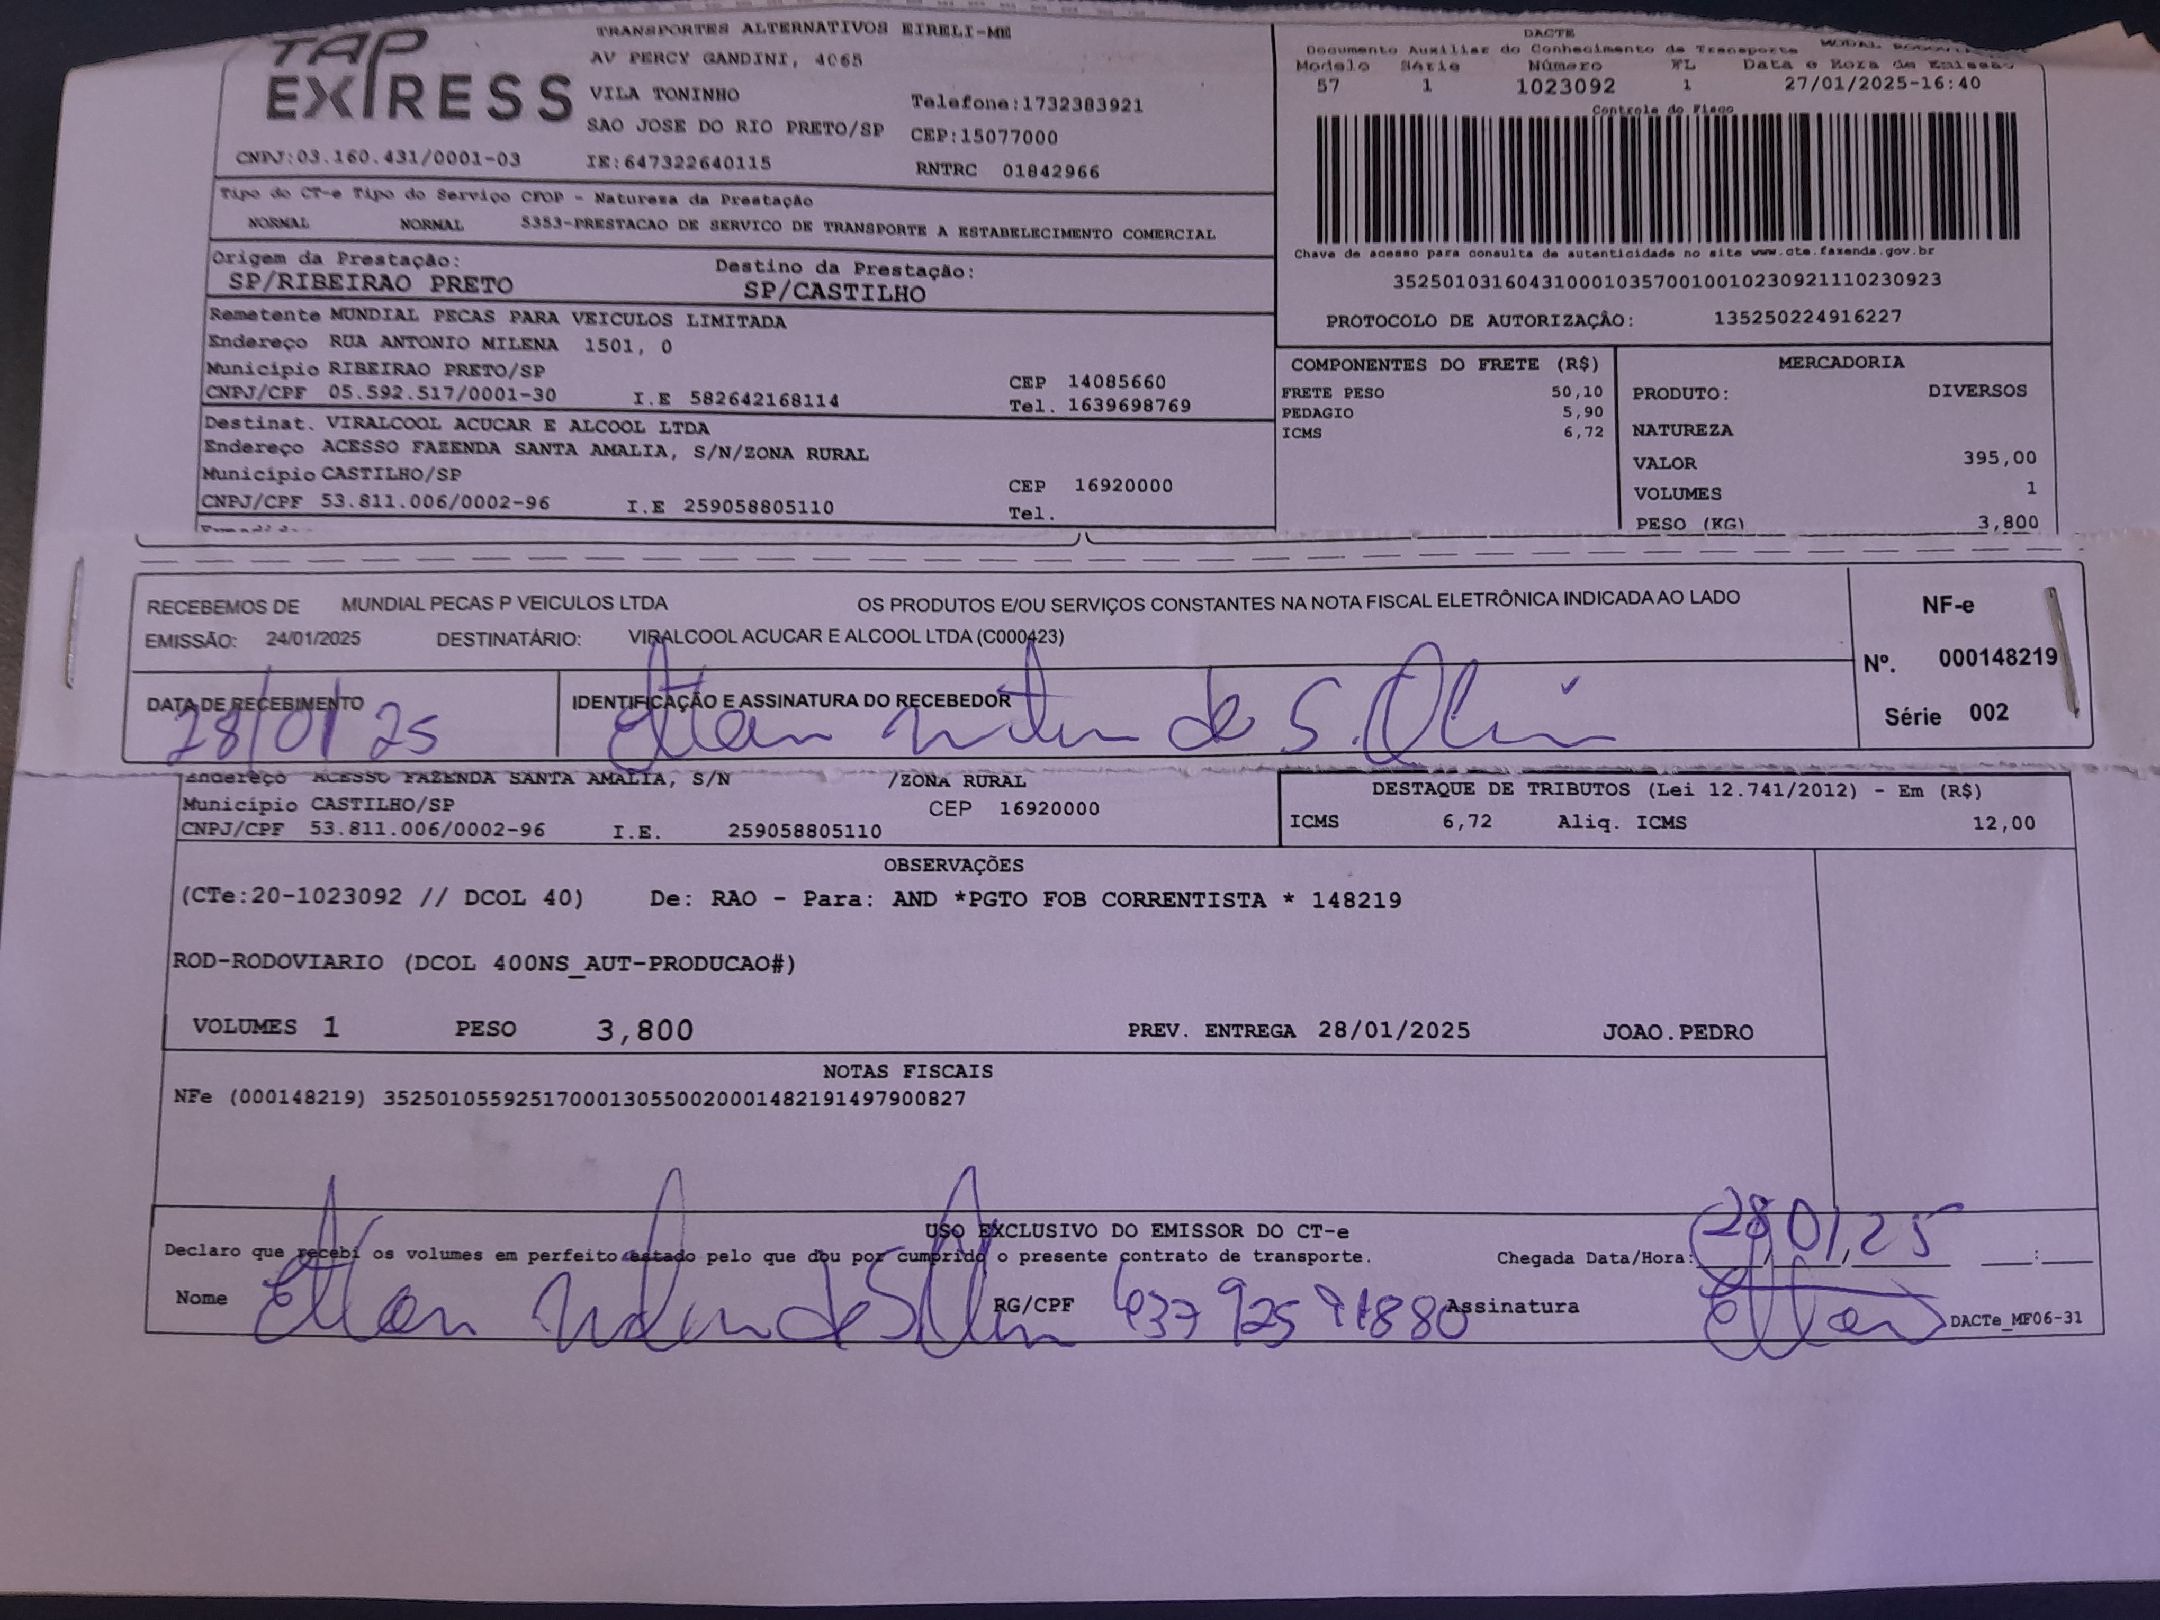 TAP
EXPRESS
TRANSPORTES ALTERNATIVOS EIRELI-ME
AV PERCY GANDINI, 4065
VILA TONINHO Telefone:1732383921
SAO JOSE DO RIO PRETO/SP CEP:15077000
CNPJ:03.160.431/0001-03 IE:647322640115 RNTRC 01842966
DACTE
Documento Auxiliar do Conhecimento de Transporte MODAL
Modelo Série Número FL Data e Hora de Emissão
57 1 1023092 1 27/01/2025-16:40
Controle do Fisco
Chave de acesso para consulta de autenticidade no site www.cte.fazenda.gov.br
35250103160431000103570010010230921110230923
PROTOCOLO DE AUTORIZAÇÂO: 135250224916227
Tipo do CT-e Tipo do Serviço CFOP - Natureza da Prestação
NORMAL NORMAL 5353-PRESTACAO DE SERVICO DE TRANSPORTE A ESTABELECIMENTO COMERCIAL
Origem da Prestação: Destino da Prestação:
SP/RIBEIRAO PRETO SP/CASTILHO
Remetente MUNDIAL PECAS PARA VEICULOS LIMITADA
Endereço RUA ANTONIO MILENA 1501, 0
Município RIBEIRAO PRETO/SP CEP 14085660
CNPJ/CPF 05.592.517/0001-30 I.E 582642168114 Tel. 1639698769
Destinat. VIRALCOOL ACUCAR E ALCOOL LTDA
Endereço ACESSO FAZENDA SANTA AMALIA, S/N/ZONA RURAL
Município CASTILHO/SP CEP 16920000
CNPJ/CPF 53.811.006/0002-96 I.E 259058805110 Tel.
COMPONENTES DO FRETE (R$)
FRETE PESO 50,10
PEDAGIO 5,90
ICMS 6,72
MERCADORIA
PRODUTO: DIVERSOS
NATUREZA
VALOR 395,00
VOLUMES 1
PESO (KG) 3,800
RECEBEMOS DE MUNDIAL PECAS P VEICULOS LTDA OS PRODUTOS E/OU SERVIÇOS CONSTANTES NA NOTA FISCAL ELETRÔNICA INDICADA AO LADO
EMISSÃO: 24/01/2025 DESTINATÁRIO: VIRALCOOL ACUCAR E ALCOOL LTDA (C000423)
DATA DE RECEBIMENTO IDENTIFICAÇÃO E ASSINATURA DO RECEBEDOR
28/01/25 de S.
NF-e
Nº. 000148219
Série 002
Endereço ACESSO FAZENDA SANTA AMALIA, S/N /ZONA RURAL
Município CASTILHO/SP CEP 16920000
CNPJ/CPF 53.811.006/0002-96 I.E. 259058805110
DESTAQUE DE TRIBUTOS (Lei 12.741/2012) - Em (R$)
ICMS 6,72 Aliq. ICMS 12,00
OBSERVAÇÕES
(CTe:20-1023092 // DCOL 40) De: RAO - Para: AND *PGTO FOB CORRENTISTA * 148219
ROD-RODOVIARIO (DCOL 400NS_AUT-PRODUCAO#)
VOLUMES 1 PESO 3,800 PREV. ENTREGA 28/01/2025 JOAO.PEDRO
NOTAS FISCAIS
NFe (000148219) 35250105592517000130550020001482191497900827
USO EXCLUSIVO DO EMISSOR DO CT-e
Declaro que recebi os volumes em perfeito estado pelo que dou por cumprido o presente contrato de transporte. Chegada Data/Hora: 28/01/25 __:__
Nome RG/CPF Assinatura
DACTe_MF06-31